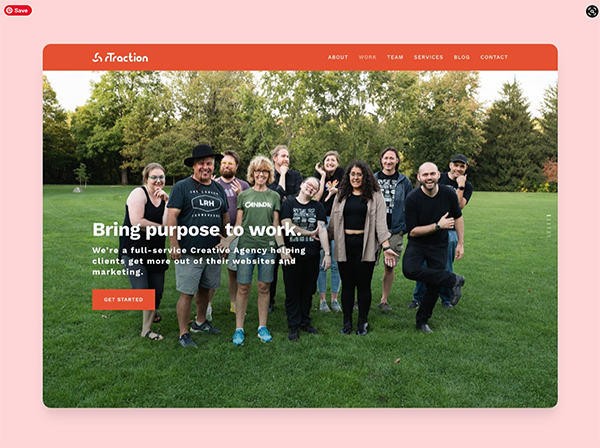 Save
rTraction
ABOUT WORK TEAM SERVICES BLOG CONTACT
LRH
CANADA
Bring purpose to work.
We're a full-service Creative Agency helping
clients get more out of their websites and
marketing.
GET STARTED